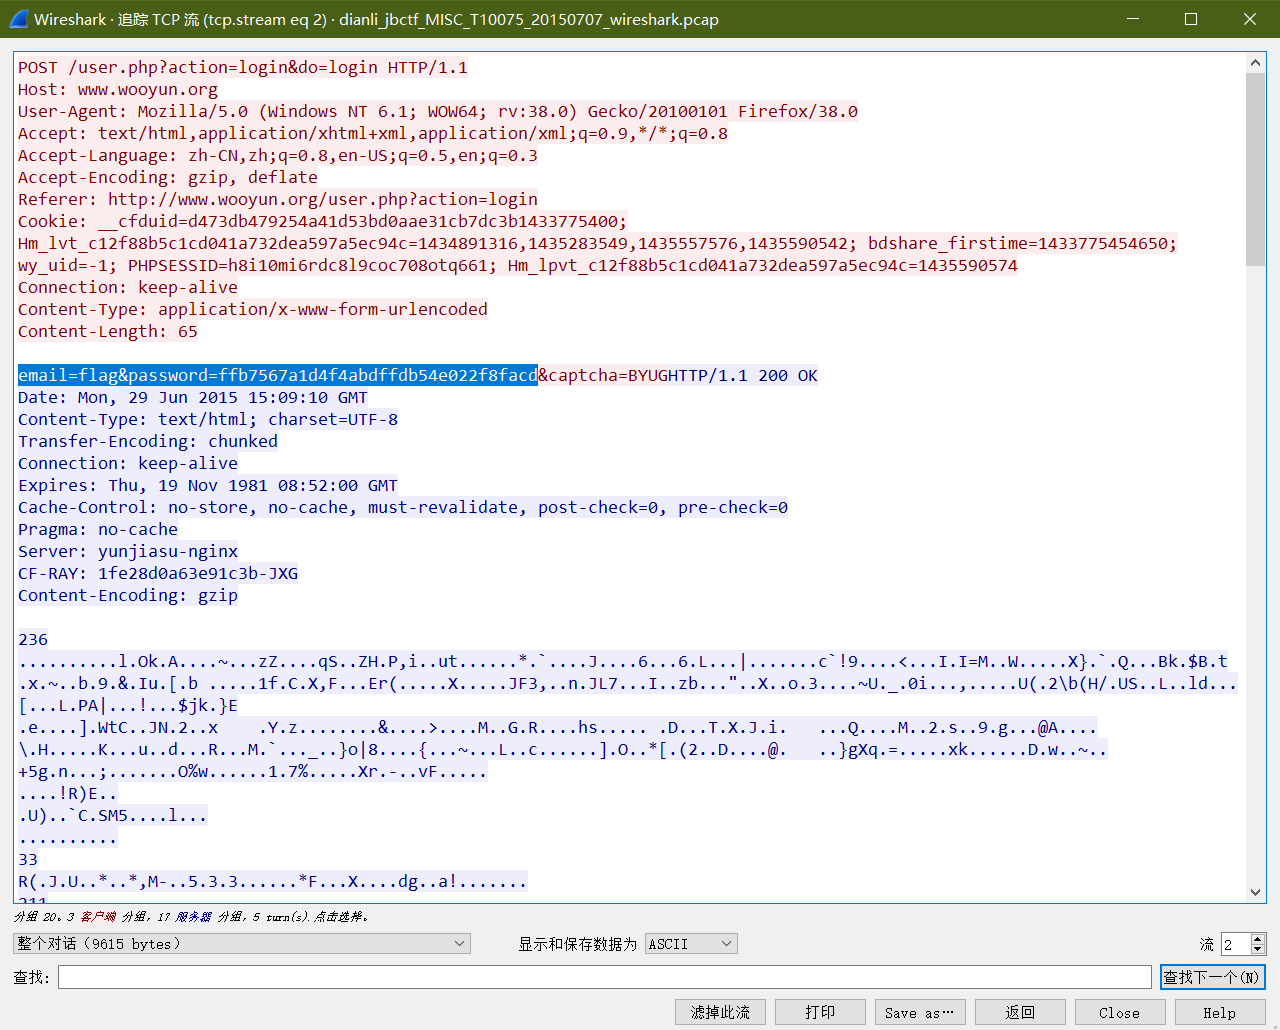 Wireshark · 追踪 TCP 流 (tcp.stream eq 2) · dianli_jbctf_MISC_T10075_20150707_wireshark.pcap
POST /user.php?action=login&do=login HTTP/1.1
Host: www.wooyun.org
User-Agent: Mozilla/5.0 (Windows NT 6.1; WOW64; rv:38.0) Gecko/20100101 Firefox/38.0
Accept: text/html,application/xhtml+xml,application/xml;q=0.9,*/*;q=0.8
Accept-Language: zh-CN,zh;q=0.8,en-US;q=0.5,en;q=0.3
Accept-Encoding: gzip, deflate
Referer: http://www.wooyun.org/user.php?action=login
Cookie: __cfduid=d473db479254a41d53bd0aae31cb7dc3b1433775400;
Hm_lvt_c12f88b5c1cd041a732dea597a5ec94c=1434891316,1435283549,1435557576,1435590542; bdshare_firstime=1433775454650;
wy_uid=-1; PHPSESSID=h8i10mi6rdc8l9coc708otq661; Hm_lpvt_c12f88b5c1cd041a732dea597a5ec94c=1435590574
Connection: keep-alive
Content-Type: application/x-www-form-urlencoded
Content-Length: 65
email=flag&password=ffb7567a1d4f4abdffdb54e022f8facd&captcha=BYUGHTTP/1.1 200 OK
Date: Mon, 29 Jun 2015 15:09:10 GMT
Content-Type: text/html; charset=UTF-8
Transfer-Encoding: chunked
Connection: keep-alive
Expires: Thu, 19 Nov 1981 08:52:00 GMT
Cache-Control: no-store, no-cache, must-revalidate, post-check=0, pre-check=0
Pragma: no-cache
Server: yunjiasu-nginx
CF-RAY: 1fe28d0a63e91c3b-JXG
Content-Encoding: gzip
236
..........l.Ok.A....~...zZ....qS..ZH.P,i..ut......*.`....J....6...6.L...|.......c`!9....<...I.I=M..W.....X}.`.Q...Bk.$B.t
.x.~..b.9.&.Iu.[.b .....1f.C.X,F...Er(.....X.....JF3,..n.JL7...I..zb..."..X..o.3....~U._.0i...,.....U(.2\b(H/.US..L..ld...
[...L.PA|...!...$jk.}E
.e....].WtC..JN.2..x    .Y.z........&....>....M..G.R....hs..... .D...T.X.J.i.   ...Q....M..2.s..9.g...@A....
\.H.....K...u..d...R...M.`..._..}o|8....{...~...L..c......].O..*[.(2..D....@.   ..}gXq.=.....xk......D.w..~..
+5g.n...;.......O%w......1.7%.....Xr.-..vF.....
....!R)E..
.U)..`C.SM5....l...
..........
33
R(.J.U..*..*,M-..5.3.3......*F...X....dg..a!.......
211
分组 20。3 客户端 分组，17 服务器 分组，5 turn(s).点击选择。
整个对话（9615 bytes）
显示和保存数据为 ASCII
流 2
查找:
查找下一个(N)
滤掉此流
打印
Save as…
返回
Close
Help